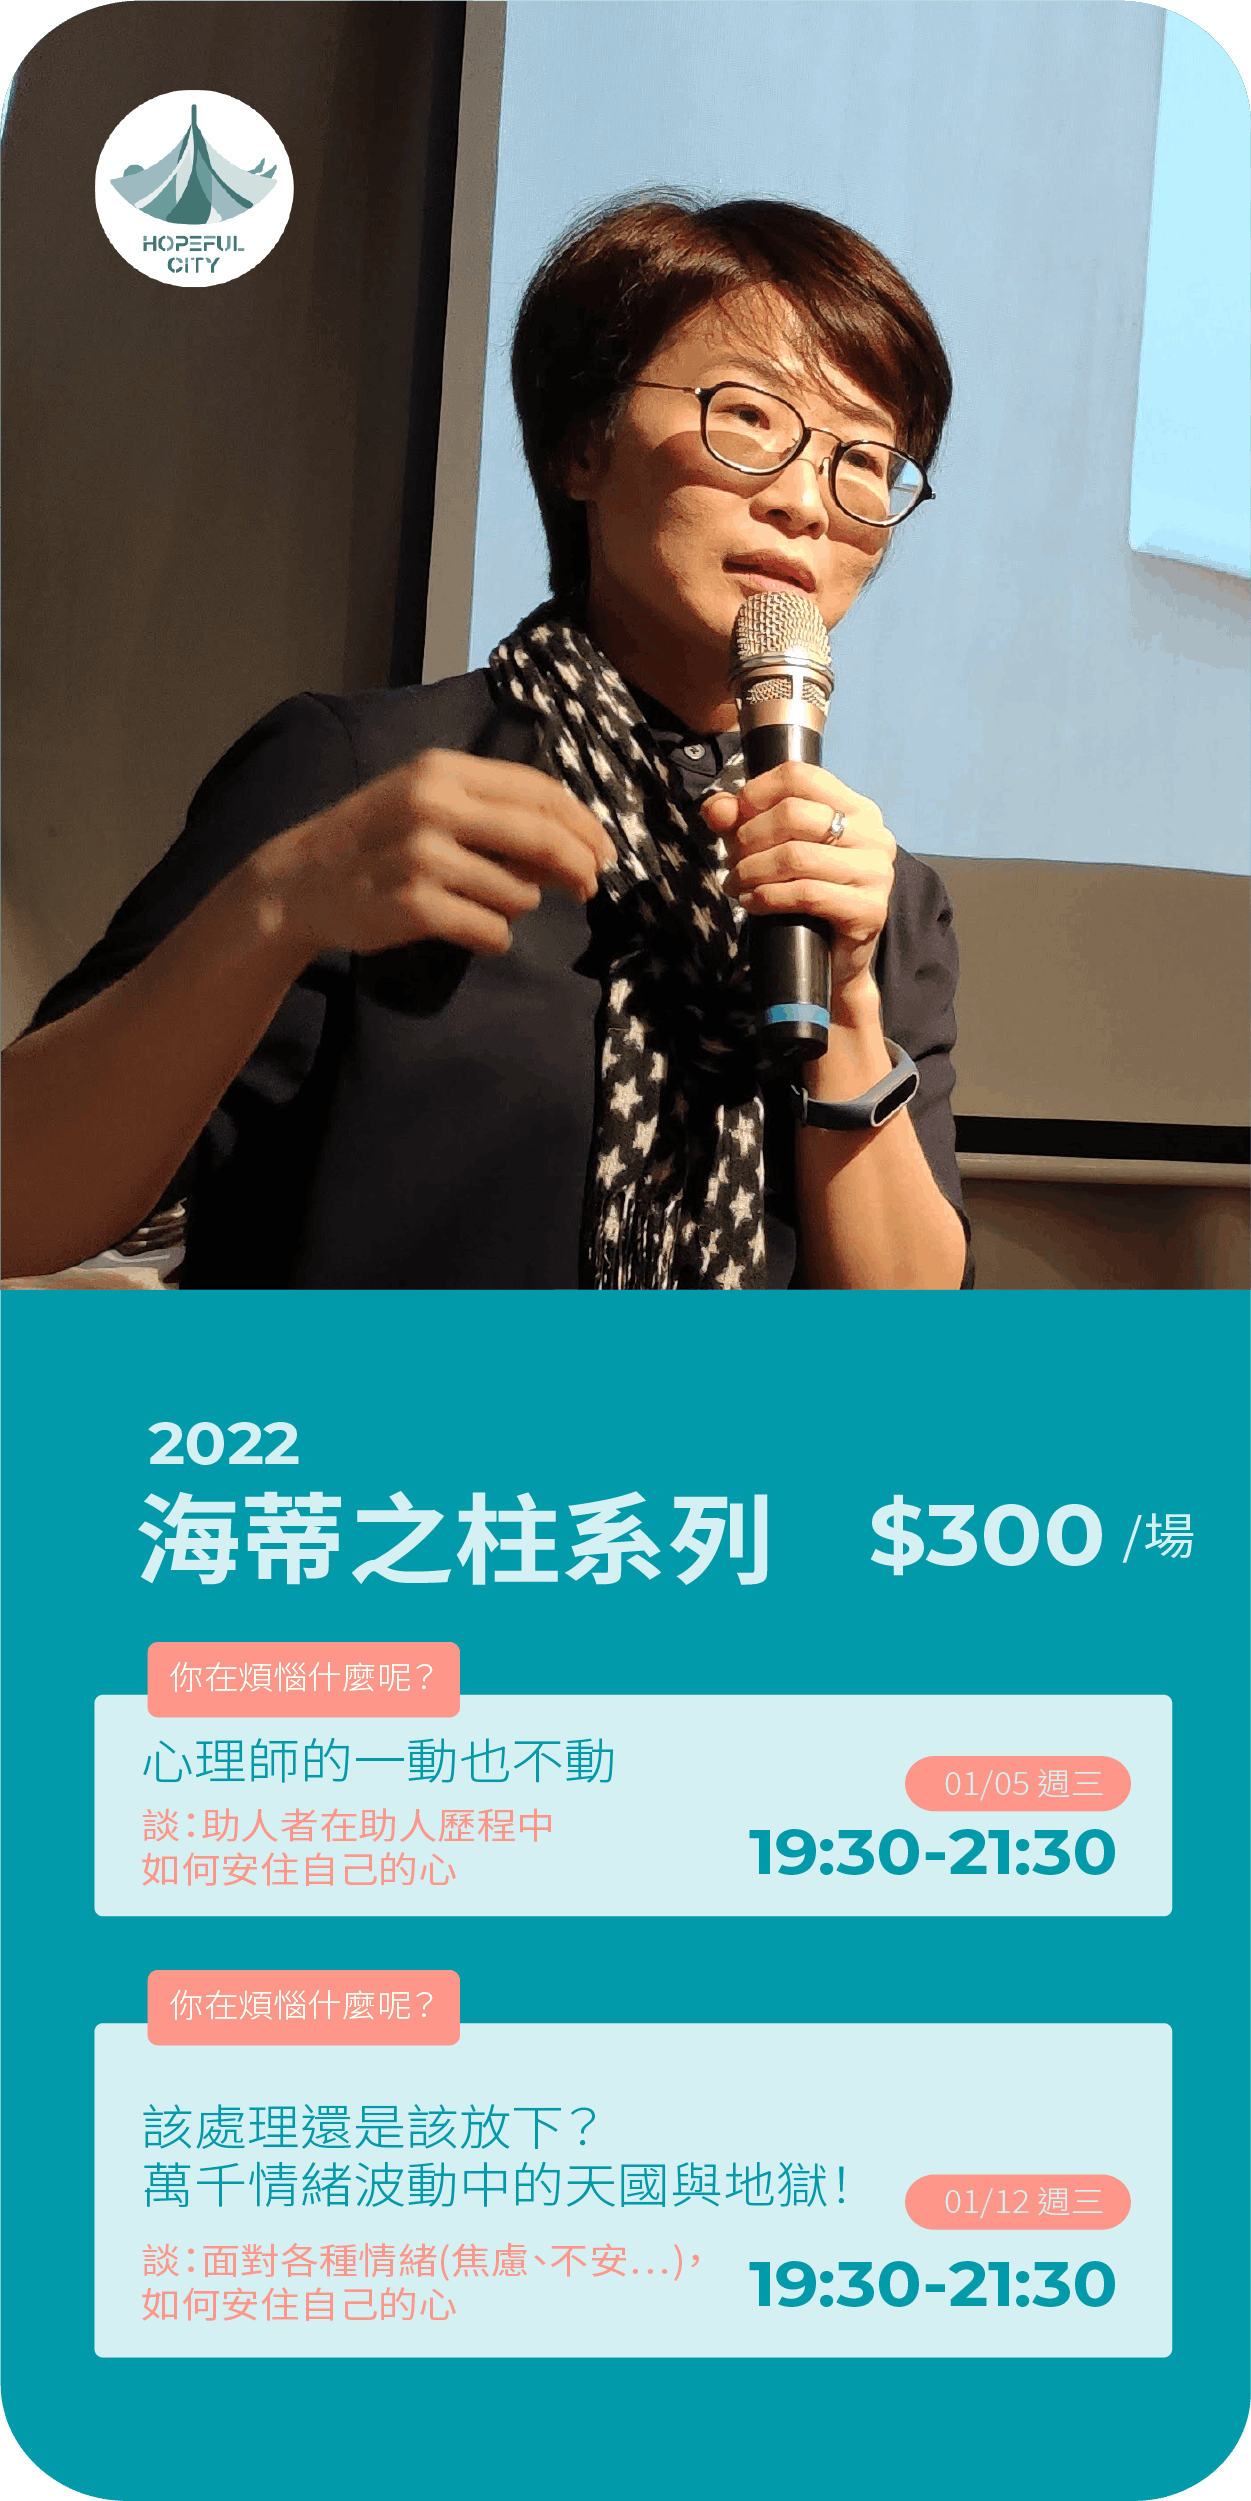 HOPEFUL
CITY
2022
海蒂之柱系列
$300 /場
你在煩惱什麼呢？
心理師的一動也不動
談：助人者在助人歷程中
如何安住自己的心
01/05 週三
19:30-21:30
你在煩惱什麼呢？
該處理還是該放下？
萬千情緒波動中的天國與地獄！
談：面對各種情緒(焦慮、不安…)，
如何安住自己的心
01/12 週三
19:30-21:30